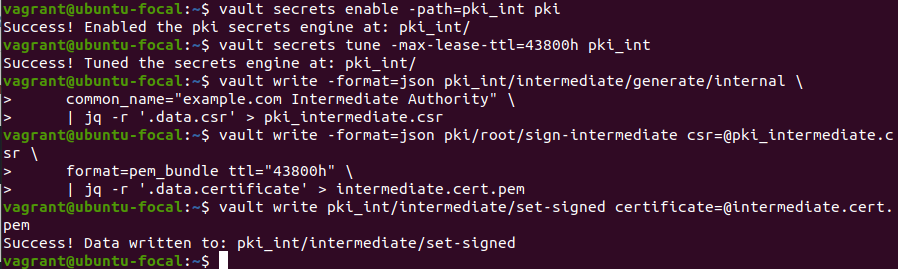 vagrant@ubuntu-focal:~$ vault secrets enable -path=pki_int pki
Success! Enabled the pki secrets engine at: pki_int/
vagrant@ubuntu-focal:~$ vault secrets tune -max-lease-ttl=43800h pki_int
Success! Tuned the secrets engine at: pki_int/
vagrant@ubuntu-focal:~$ vault write -format=json pki_int/intermediate/generate/internal \
>      common_name="example.com Intermediate Authority" \
>      | jq -r '.data.csr' > pki_intermediate.csr
vagrant@ubuntu-focal:~$ vault write -format=json pki/root/sign-intermediate csr=@pki_intermediate.c
sr \
>      format=pem_bundle ttl="43800h" \
>      | jq -r '.data.certificate' > intermediate.cert.pem
vagrant@ubuntu-focal:~$ vault write pki_int/intermediate/set-signed certificate=@intermediate.cert.
pem
Success! Data written to: pki_int/intermediate/set-signed
vagrant@ubuntu-focal:~$